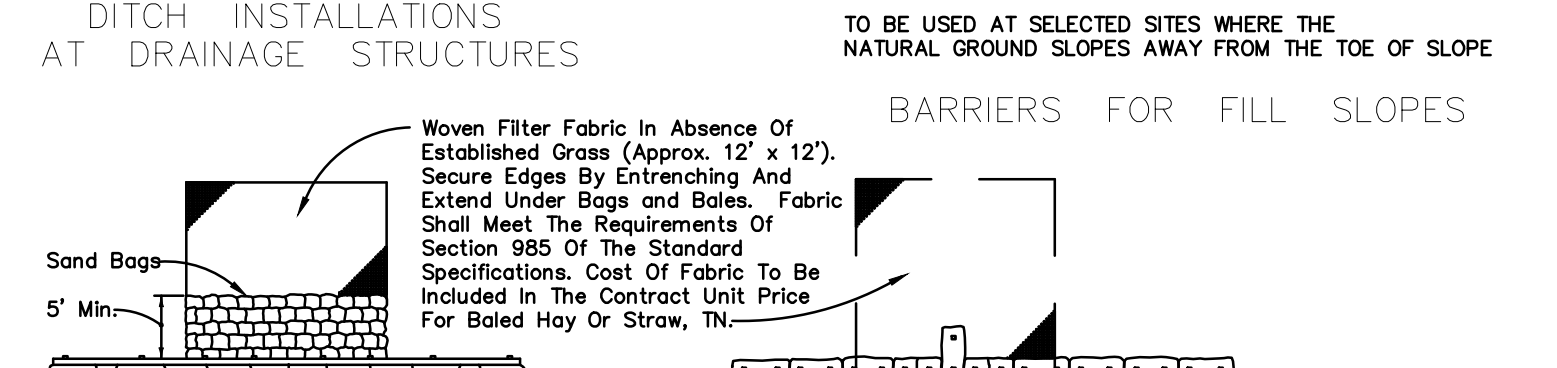 DITCH INSTALLATIONS
AT DRAINAGE STRUCTURES
TO BE USED AT SELECTED SITES WHERE THE
NATURAL GROUND SLOPES AWAY FROM THE TOE OF SLOPE
BARRIERS FOR FILL SLOPES
Woven Filter Fabric In Absence Of
Established Grass (Approx. 12' x 12').
Secure Edges By Entrenching And
Extend Under Bags and Bales. Fabric
Shall Meet The Requirements Of
Section 985 Of The Standard
Specifications. Cost Of Fabric To Be
Included In The Contract Unit Price
For Baled Hay Or Straw, TN.
Sand Bags
5' Min.